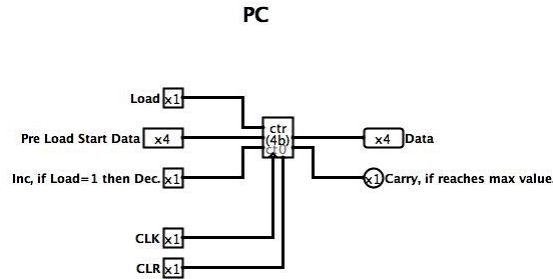 PC
Load x1
ctr
Pre Load Start Data x4
(4b)
x4 Data
ct0
Inc, if Load=1 then Dec. x1
x1 Carry, if reaches max value.
CLK x1
CLR x1